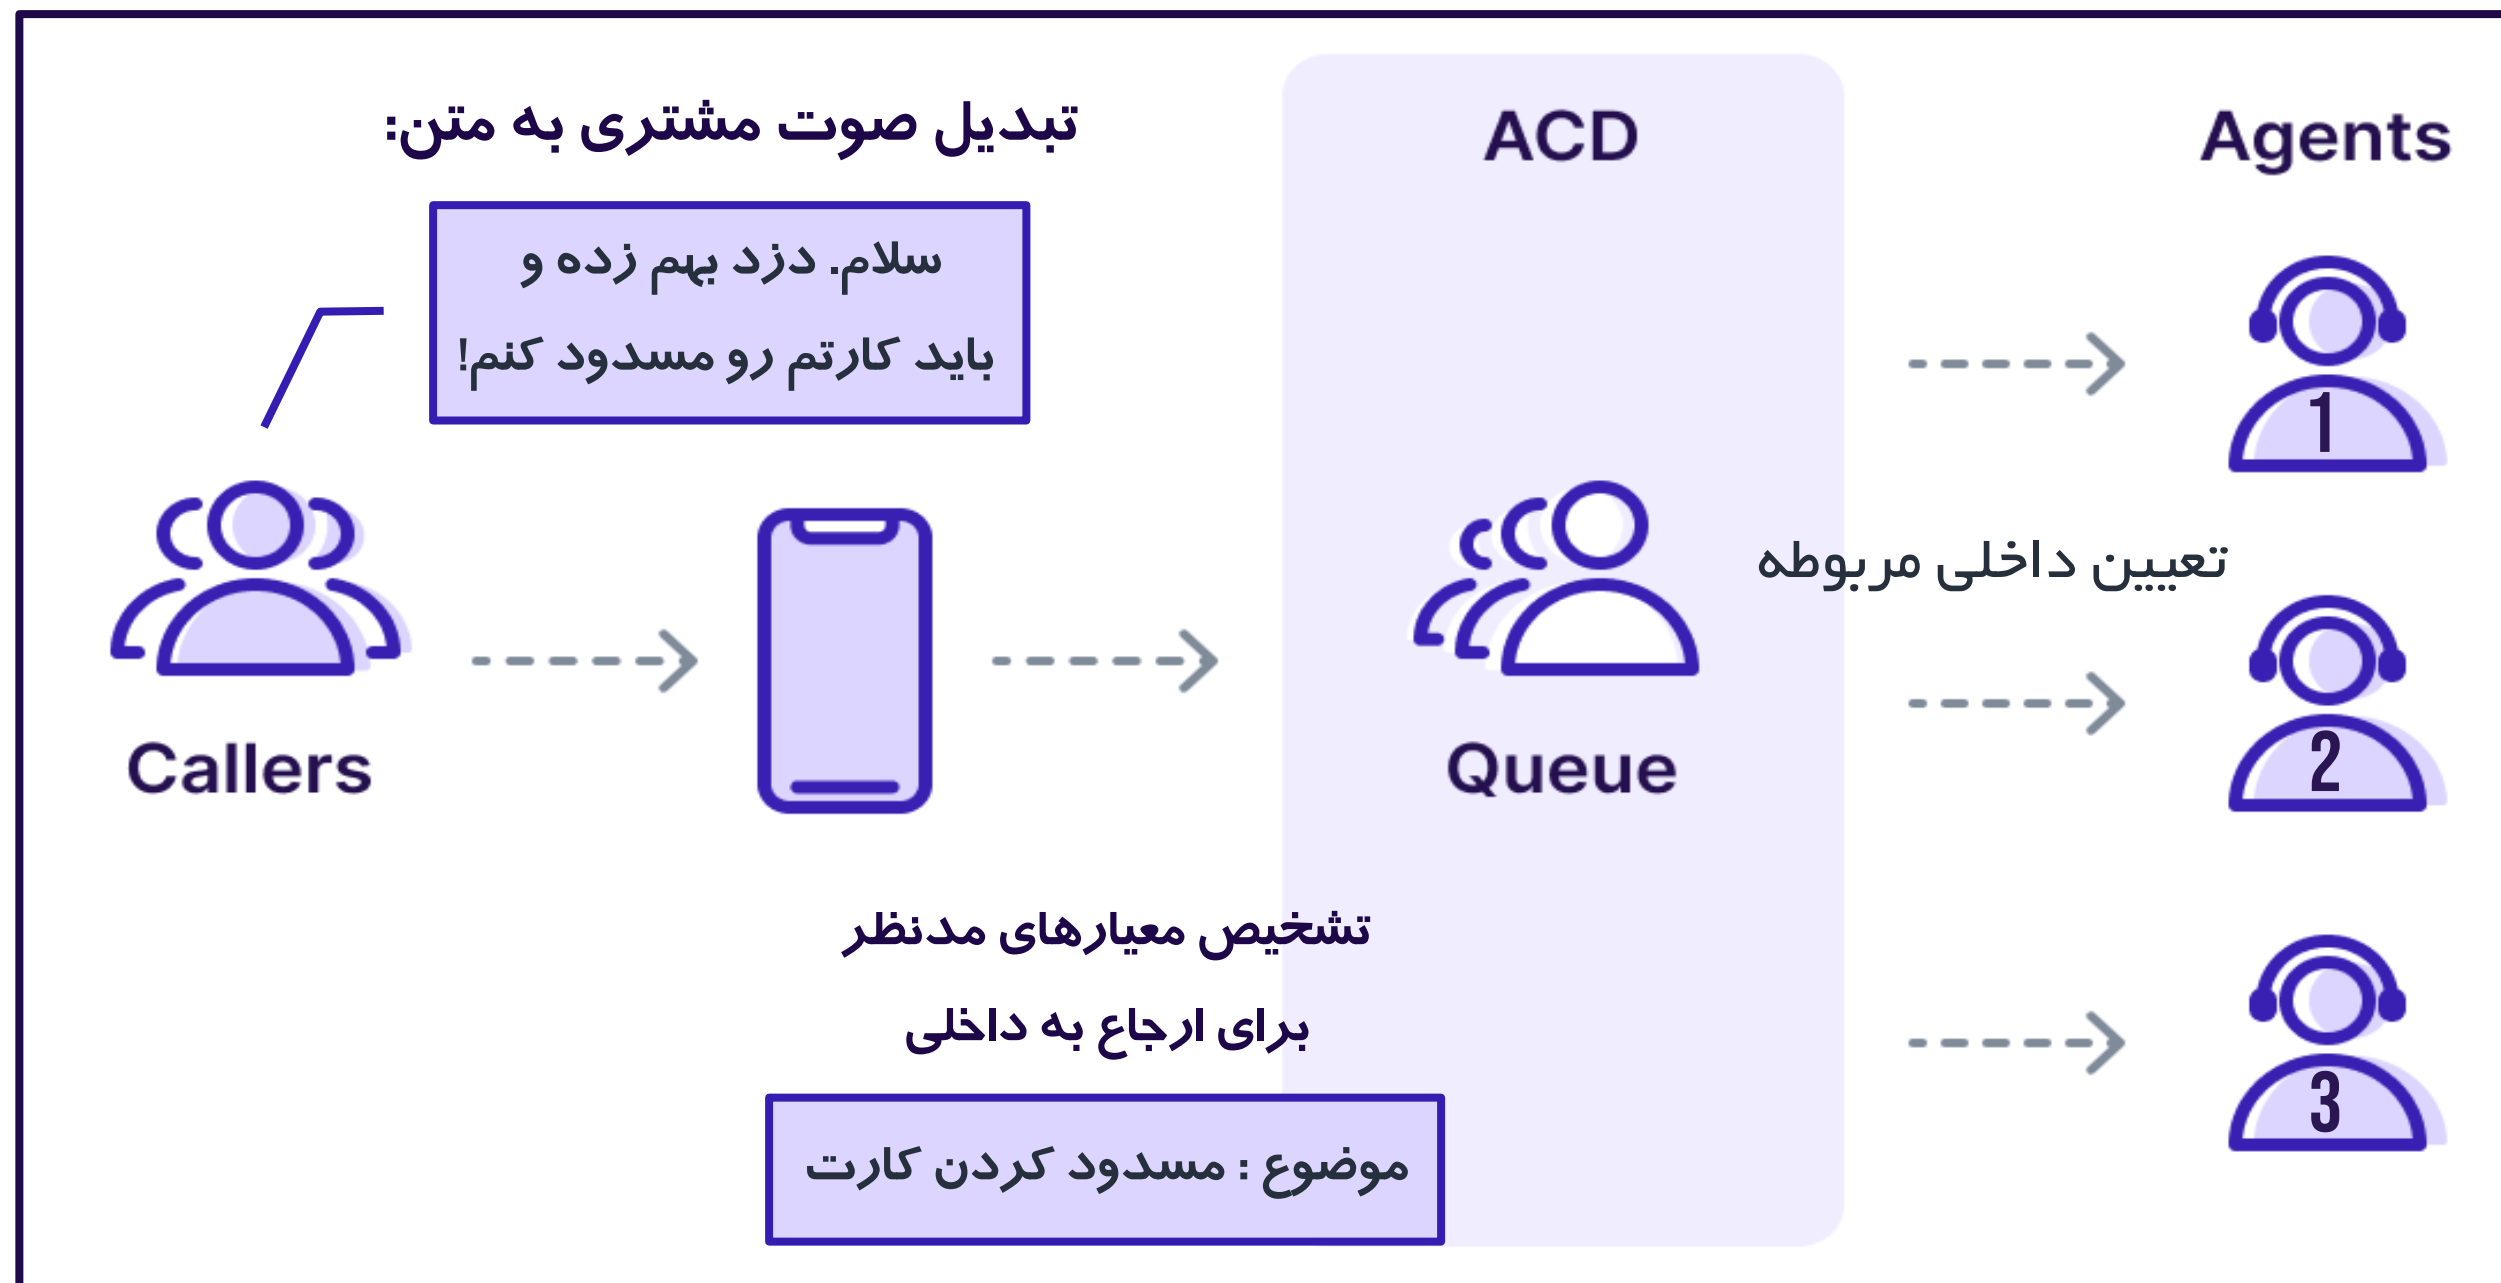 تبدیل صوت مشتری به متن:
ACD
Agents
سلام. دزد بهم زده و
باید کارتم رو مسدود کنم!
1
تعیین داخلی مربوطه
Callers
Queue
2
تشخیص معیارهای مدنظر
برای ارجاع به داخلی
موضوع : مسدود کردن کارت
3